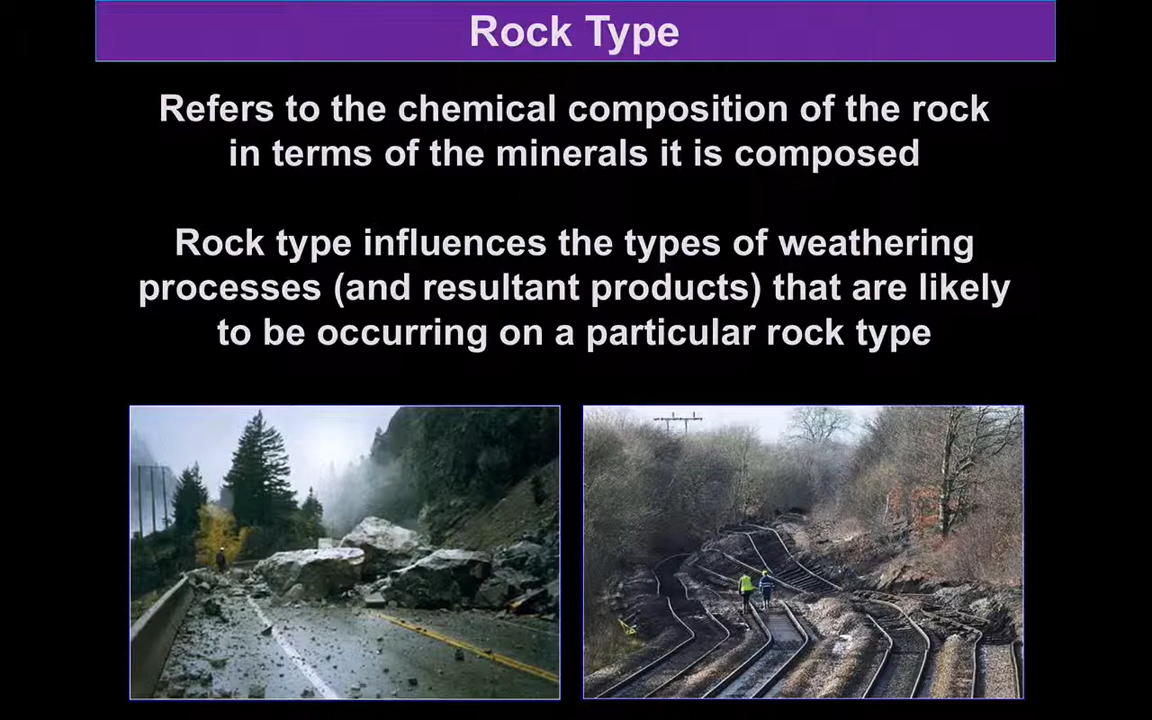 Rock Type
Refers to the chemical composition of the rock
in terms of the minerals it is composed
Rock type influences the types of weathering
processes (and resultant products) that are likely
to be occurring on a particular rock type